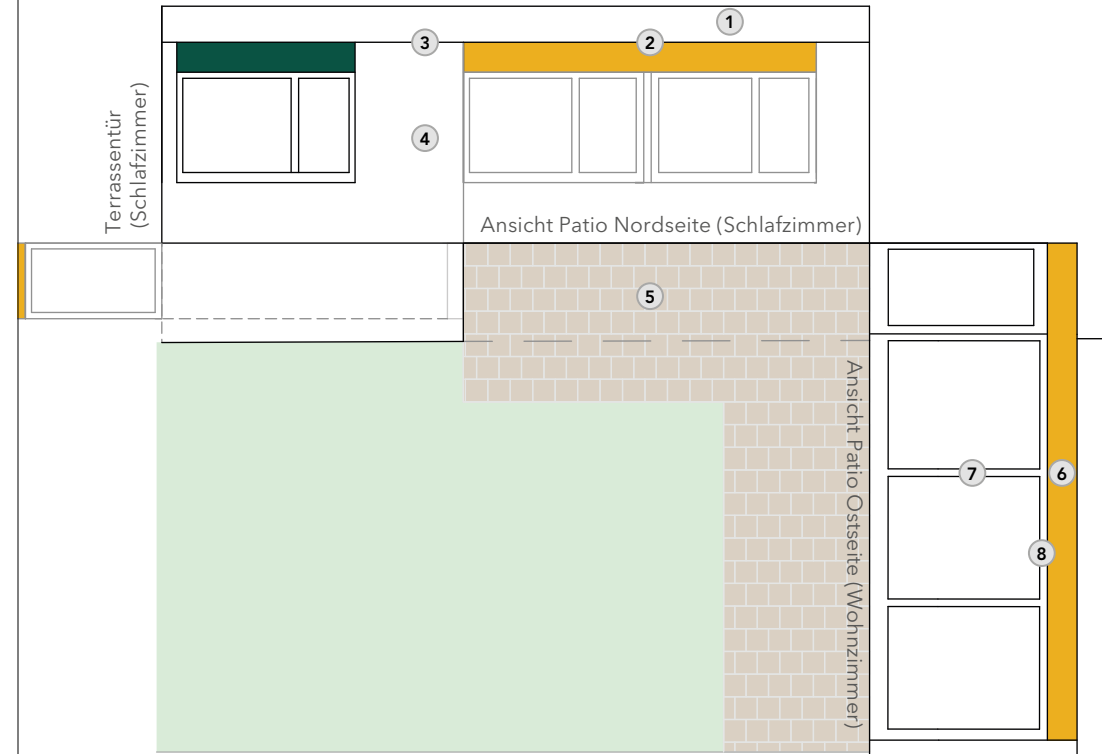 1
3
2
Terrassentür
(Schlafzimmer)
4
Ansicht Patio Nordseite (Schlafzimmer)
5
Ansicht Patio Ostseite (Wohnzimmer)
7
6
8